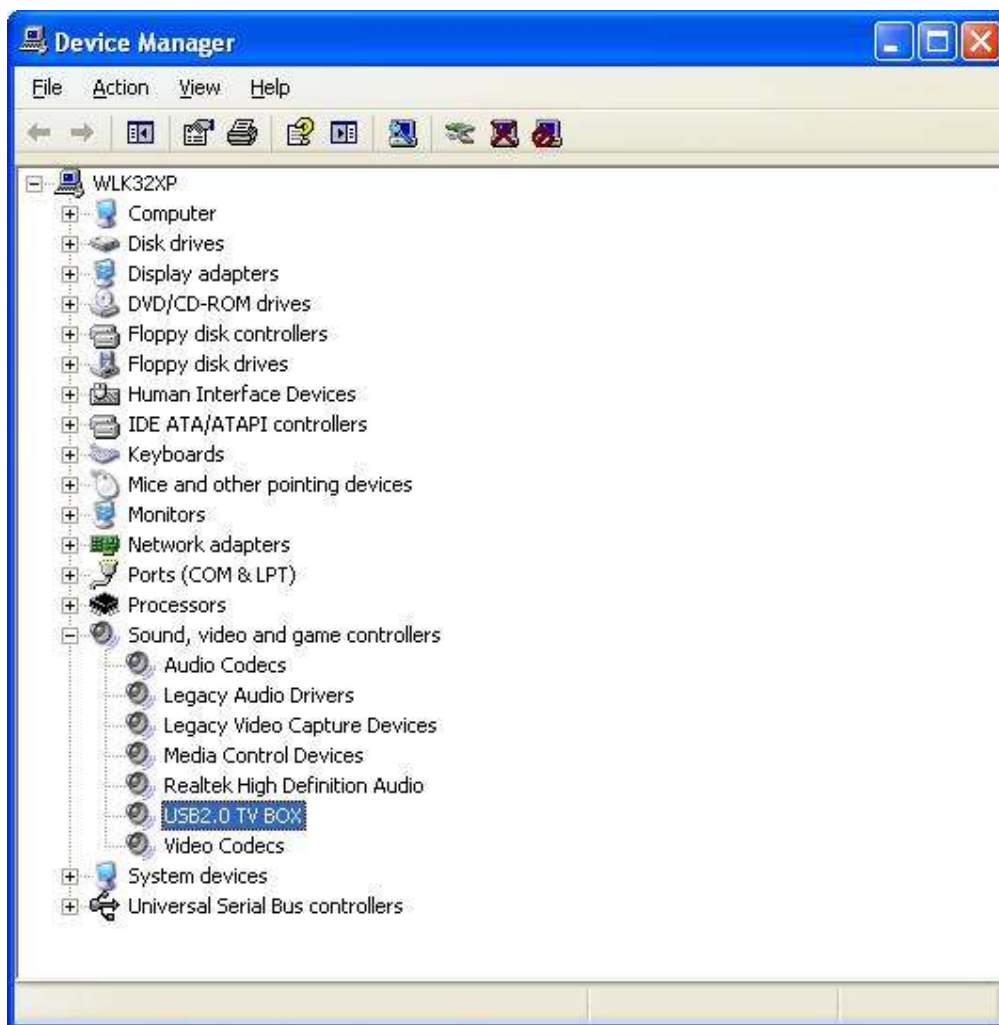 Device Manager
File Action View Help
WLK32XP
Computer
Disk drives
Display adapters
DVD/CD-ROM drives
Floppy disk controllers
Floppy disk drives
Human Interface Devices
IDE ATA/ATAPI controllers
Keyboards
Mice and other pointing devices
Monitors
Network adapters
Ports (COM & LPT)
Processors
Sound, video and game controllers
Audio Codecs
Legacy Audio Drivers
Legacy Video Capture Devices
Media Control Devices
Realtek High Definition Audio
USB2.0 TV BOX
Video Codecs
System devices
Universal Serial Bus controllers